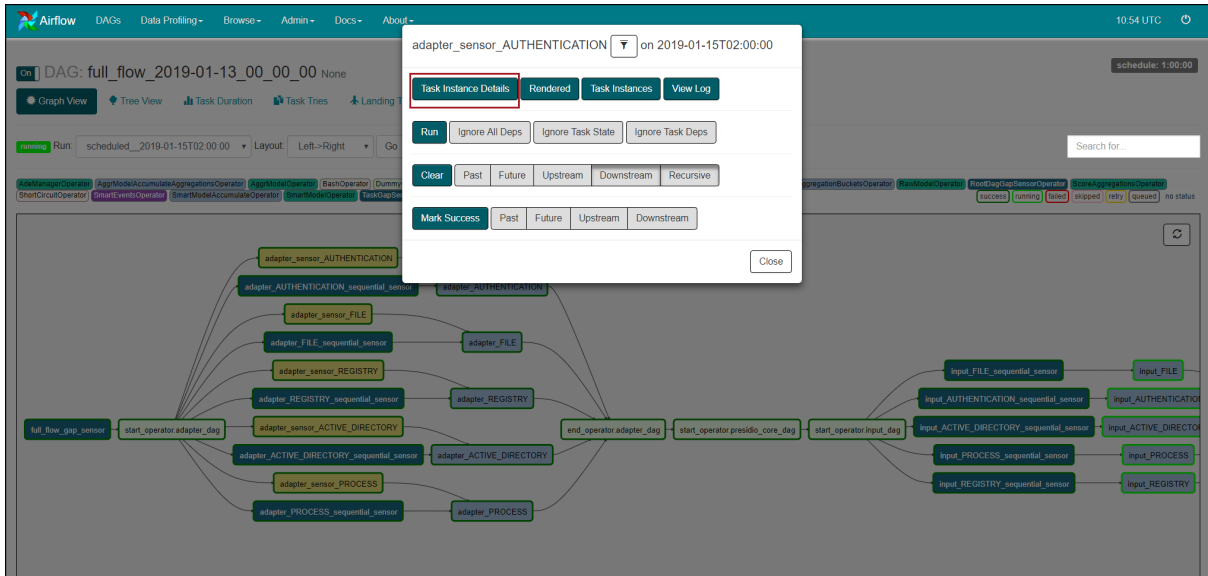 Airflow DAGs Data Profiling Browse Admin Docs About 10:54 UTC
adapter_sensor_AUTHENTICATION on 2019-01-15T02:00:00
On DAG: full_flow_2019-01-13_00_00_00 None schedule: 1:00:00
Task Instance Details Rendered Task Instances View Log
Graph View Tree View Task Duration Task Tries Landing T
Run Ignore All Deps Ignore Task State Ignore Task Deps
running Run: scheduled__2019-01-15T02:00:00 Layout: Left->Right Go Search for...
Clear Past Future Upstream Downstream Recursive
AdeManagerOperator AggrModelAccumulateAggregationsOperator AggrModelOperator BashOperator RawModelOperator RootDagGapSensorOperator ScoreAggregationsOperator
ShortCircuitOperator SmartEventsOperator SmartModelAccumulateOperator SmartModelOperator success running failed skipped retry queued no status
Mark Success Past Future Upstream Downstream
Close
adapter_sensor_AUTHENTICATION
adapter_AUTHENTICATION_sequential_sensor adapter_AUTHENTICATION
adapter_sensor_FILE
adapter_FILE_sequential_sensor adapter_FILE
adapter_sensor_REGISTRY input_FILE_sequential_sensor input_FILE
adapter_REGISTRY_sequential_sensor adapter_REGISTRY input_AUTHENTICATION_sequential_sensor input_AUTHENTICATIO
full_flow_gap_sensor start_operator.adapter_dag adapter_sensor_ACTIVE_DIRECTORY end_operator.adapter_dag start_operator.presidio_core_dag start_operator.input_dag input_ACTIVE_DIRECTORY_sequential_sensor input_ACTIVE_DIRECTO
adapter_ACTIVE_DIRECTORY_sequential_sensor adapter_ACTIVE_DIRECTORY input_PROCESS_sequential_sensor input_PROCESS
adapter_sensor_PROCESS input_REGISTRY_sequential_sensor input_REGISTRY
adapter_PROCESS_sequential_sensor adapter_PROCESS